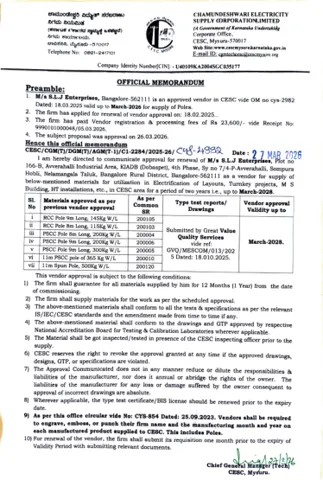 CHAMUNDESHWARI ELECTRICITY
SUPPLY CORPORATION LIMITED
(A Government of Karnataka Undertaking)
Corporate Office,
CESC, Mysuru-570017
Company Identity Number(CIN) - U40109KA2004SGC035177
OFFICIAL MEMORANDUM
Preamble:
1. M/s S.L.J Enterprises, Bangalore-562111 is an approved vendor in CESC vide OM no cys-2982
Dated: 18.03.2025 valid up to March-2026 for supply of Poles.
2. The firm has applied for renewal of vendor approval on: 18.02.2025..
3. The firm has paid Vendor registration & processing fees of Rs 23,600/- vide Receipt No:
4. The subject proposal was approved on 26.03.2026.
Hence this official memorandum
CESC/CGM(T)/DGM(T)/AGM(T-1)/C1-2284/2025-26/ Date : 27 MAR 2026
I am hereby directed to communicate approval for renewal of M/s S.L.J Enterprises, Plot no
Hobli, Nelamangala Taluk, Bangalore Rural District, Bangalore-562111 as a vendor for supply of
below-mentioned materials for utilisation in Electrification of Layouts, Turnkey projects, M S
Building, HT installations, etc., in CESC area for a period of two years i.e., up to March-2028.
Sl. No
Materials approved as per previous vendor approval
As per Common SR
Type test reports/ Drawings
Vendor approval Validity up to
i RCC Pole 9m Long, 145Kg W/L 200105
ii RCC Pole 8m Long, 115Kg W/L 200103
iii PSCC Pole 8m Long, 200Kg W/L 200004
iv PSCC Pole 9m Long, 200Kg W/L 200006
v PSCC Pole 9m Long, 300Kg W/L 200005
vi 11m PSCC pole of 365 Kg W/L 200010
vii 11m Spun Pole, 500Kg W/L 200120
Submitted by Great Value
Quality Services
vide ref:
GVQ/MESCOM/013/202
5 Dated: 18.10.2025.
March-2028.
This vendor approval is subject to the following conditions:
1) The firm shall guarantee for all materials supplied by him for 12 Months (1 Year) from the date
of commissioning.
2) The firm shall supply materials for the work as per the scheduled approval.
3) The above-mentioned materials shall conform to all the tests & specifications as per the relevant
IS/IEC/CESC standards and the amendment made from time to time if any.
4) The above-mentioned material shall conform to the drawings and GTP approved by respective
National Accreditation Board for Testing & Calibration Laboratories wherever applicable.
5) The Material shall be got inspected/tested in presence of the CESC inspecting officer prior to the
supply.
6) CESC reserves the right to revoke the approval granted at any time if the approved drawings,
designs, GTP, or specifications are violated.
7) The Approval Communicated does not in any manner reduce or dilute the responsibilities &
liabilities of the manufacturer, nor does it annul or abridge the rights of the owner. The
liabilities of the manufacturer for any loss or damage suffered by the owner consequent to
approval of incorrect drawings are absolute.
8) Wherever applicable, the type test certificate/BIS license should be renewed prior to the expiry
date.
9) As per this office circular vide No: CYS-854 Dated: 25.09.2023. Vendors shall be required
to engrave, emboss, or punch their firm name and the manufacturing month and year on
each manufactured product supplied to CESC. This includes Poles.
10) For renewal of the vendor, the firm shall submit its requisition one month prior to the expiry of
Validity Period with submitting relevant documents.
Chief General Manager (Tech)
CESC, Mysuru.